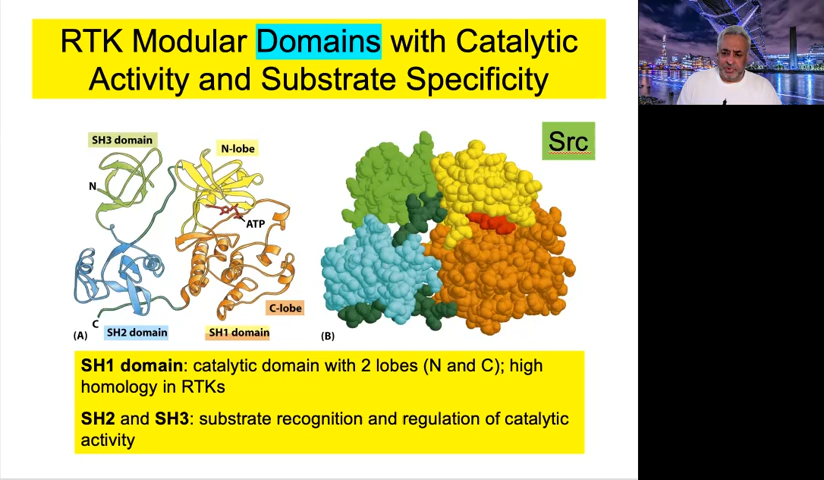 RTK Modular Domains with Catalytic
Activity and Substrate Specificity
Src
SH3 domain
N-lobe
N
ATP
C-lobe
C
(A)
SH2 domain
SH1 domain
(B)
SH1 domain: catalytic domain with 2 lobes (N and C); high
homology in RTKs
SH2 and SH3: substrate recognition and regulation of catalytic
activity